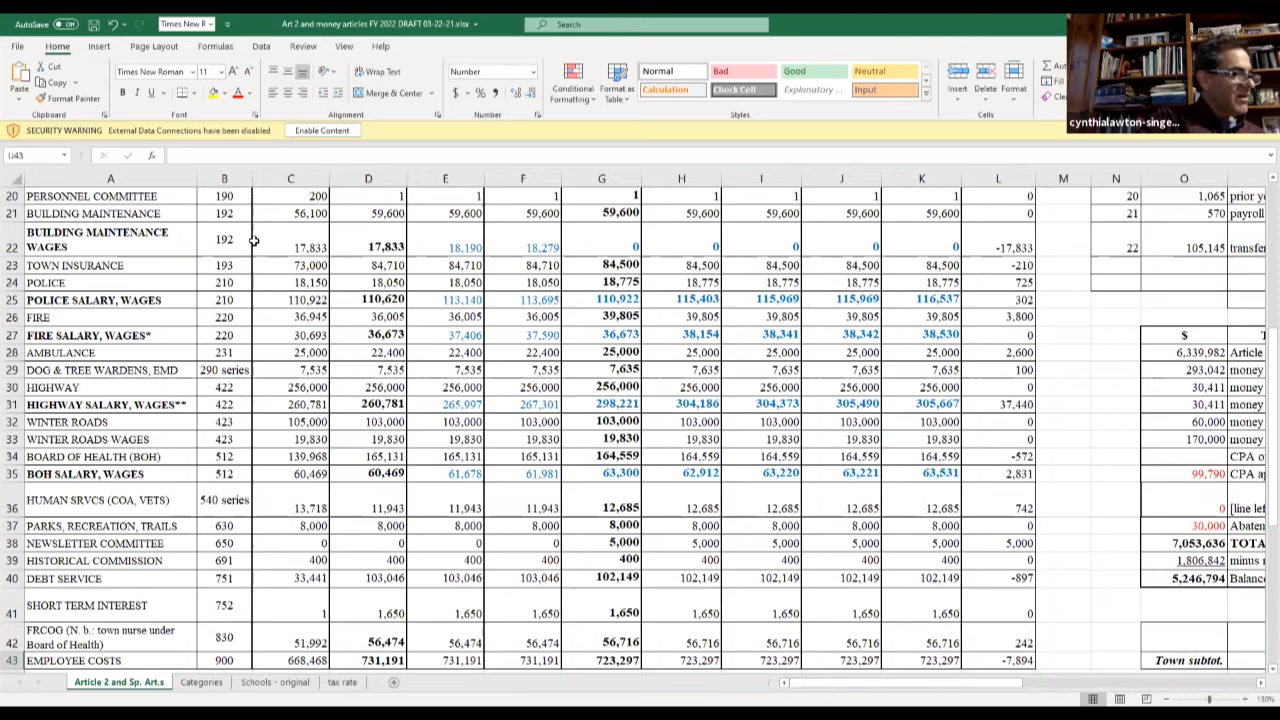 AutoSave Off Times New R Art 2 and money articles FY 2022 DRAFT 03-22-21.xlsx Search
File Home Insert Page Layout Formulas Data Review View Help
Paste Cut Copy Format Painter Clipboard
Times New Roman 11 B I U Font
Wrap Text Merge & Center Alignment
Number $ % Number
Conditional Formatting Format as Table
Normal Bad Good Neutral
Calculation Check Cell Explanatory ... Input
Styles
Insert Delete Format Cells
cynthialawton-singe...
SECURITY WARNING External Data Connections have been disabled Enable Content
U43 fx
A B C D E F G H I J K L M N O
20 PERSONNEL COMMITTEE 190 200 1 1 1 1 1 1 1 1 0 20 1,065 prior ye
21 BUILDING MAINTENANCE 192 56,100 59,600 59,600 59,600 59,600 59,600 59,600 59,600 59,600 0 21 570 payroll
22 BUILDING MAINTENANCE WAGES 192 17,833 17,833 18,190 18,279 0 0 0 0 0 -17,833 22 105,145 transfe
23 TOWN INSURANCE 193 73,000 84,710 84,710 84,710 84,500 84,500 84,500 84,500 84,500 -210
24 POLICE 210 18,150 18,050 18,050 18,050 18,775 18,775 18,775 18,775 18,775 725
25 POLICE SALARY, WAGES 210 110,922 110,620 113,140 113,695 110,922 115,403 115,969 115,969 116,537 302
26 FIRE 220 36,945 36,005 36,005 36,005 39,805 39,805 39,805 39,805 39,805 3,800
27 FIRE SALARY, WAGES* 220 30,693 36,673 37,406 37,590 36,673 38,154 38,341 38,342 38,530 0 $
28 AMBULANCE 231 25,000 22,400 22,400 22,400 25,000 25,000 25,000 25,000 25,000 2,600 6,339,982 Article
29 DOG & TREE WARDENS, EMD 290 series 7,535 7,535 7,535 7,535 7,635 7,635 7,635 7,635 7,635 100 293,042 money
30 HIGHWAY 422 256,000 256,000 256,000 256,000 256,000 256,000 256,000 256,000 256,000 0 30,411 money
31 HIGHWAY SALARY, WAGES** 422 260,781 260,781 265,997 267,301 298,221 304,186 304,373 305,490 305,667 37,440 30,411 money
32 WINTER ROADS 423 105,000 103,000 103,000 103,000 103,000 103,000 103,000 103,000 103,000 0 60,000 money
33 WINTER ROADS WAGES 423 19,830 19,830 19,830 19,830 19,830 19,830 19,830 19,830 19,830 0 170,000 money
34 BOARD OF HEALTH (BOH) 512 139,968 165,131 165,131 165,131 164,559 164,559 164,559 164,559 164,559 -572 CPA o
35 BOH SALARY, WAGES 512 60,469 60,469 61,678 61,981 63,300 62,912 63,220 63,221 63,531 2,831 99,790 CPA ap
36 HUMAN SRVCS (COA, VETS) 540 series 13,718 11,943 11,943 11,943 12,685 12,685 12,685 12,685 12,685 742 0 [line lef
37 PARKS, RECREATION, TRAILS 630 8,000 8,000 8,000 8,000 8,000 8,000 8,000 8,000 8,000 0 30,000 Abaten
38 NEWSLETTER COMMITTEE 650 0 0 0 0 5,000 5,000 5,000 5,000 5,000 5,000 7,053,636 TOTA
39 HISTORICAL COMMISSION 691 400 400 400 400 400 400 400 400 400 0 1,806,842 minus r
40 DEBT SERVICE 751 33,441 103,046 103,046 103,046 102,149 102,149 102,149 102,149 102,149 -897 5,246,794 Balanc
41 SHORT TERM INTEREST 752 1 1,650 1,650 1,650 1,650 1,650 1,650 1,650 1,650 0
42 FRCOG (N. b.: town nurse under Board of Health) 830 51,992 56,474 56,474 56,474 56,716 56,716 56,716 56,716 56,716 242
43 EMPLOYEE COSTS 900 668,468 731,191 731,191 731,191 723,297 723,297 723,297 723,297 723,297 -7,894 Town subtot.
Article 2 and Sp. Art.s Categories Schools - original tax rate
130%